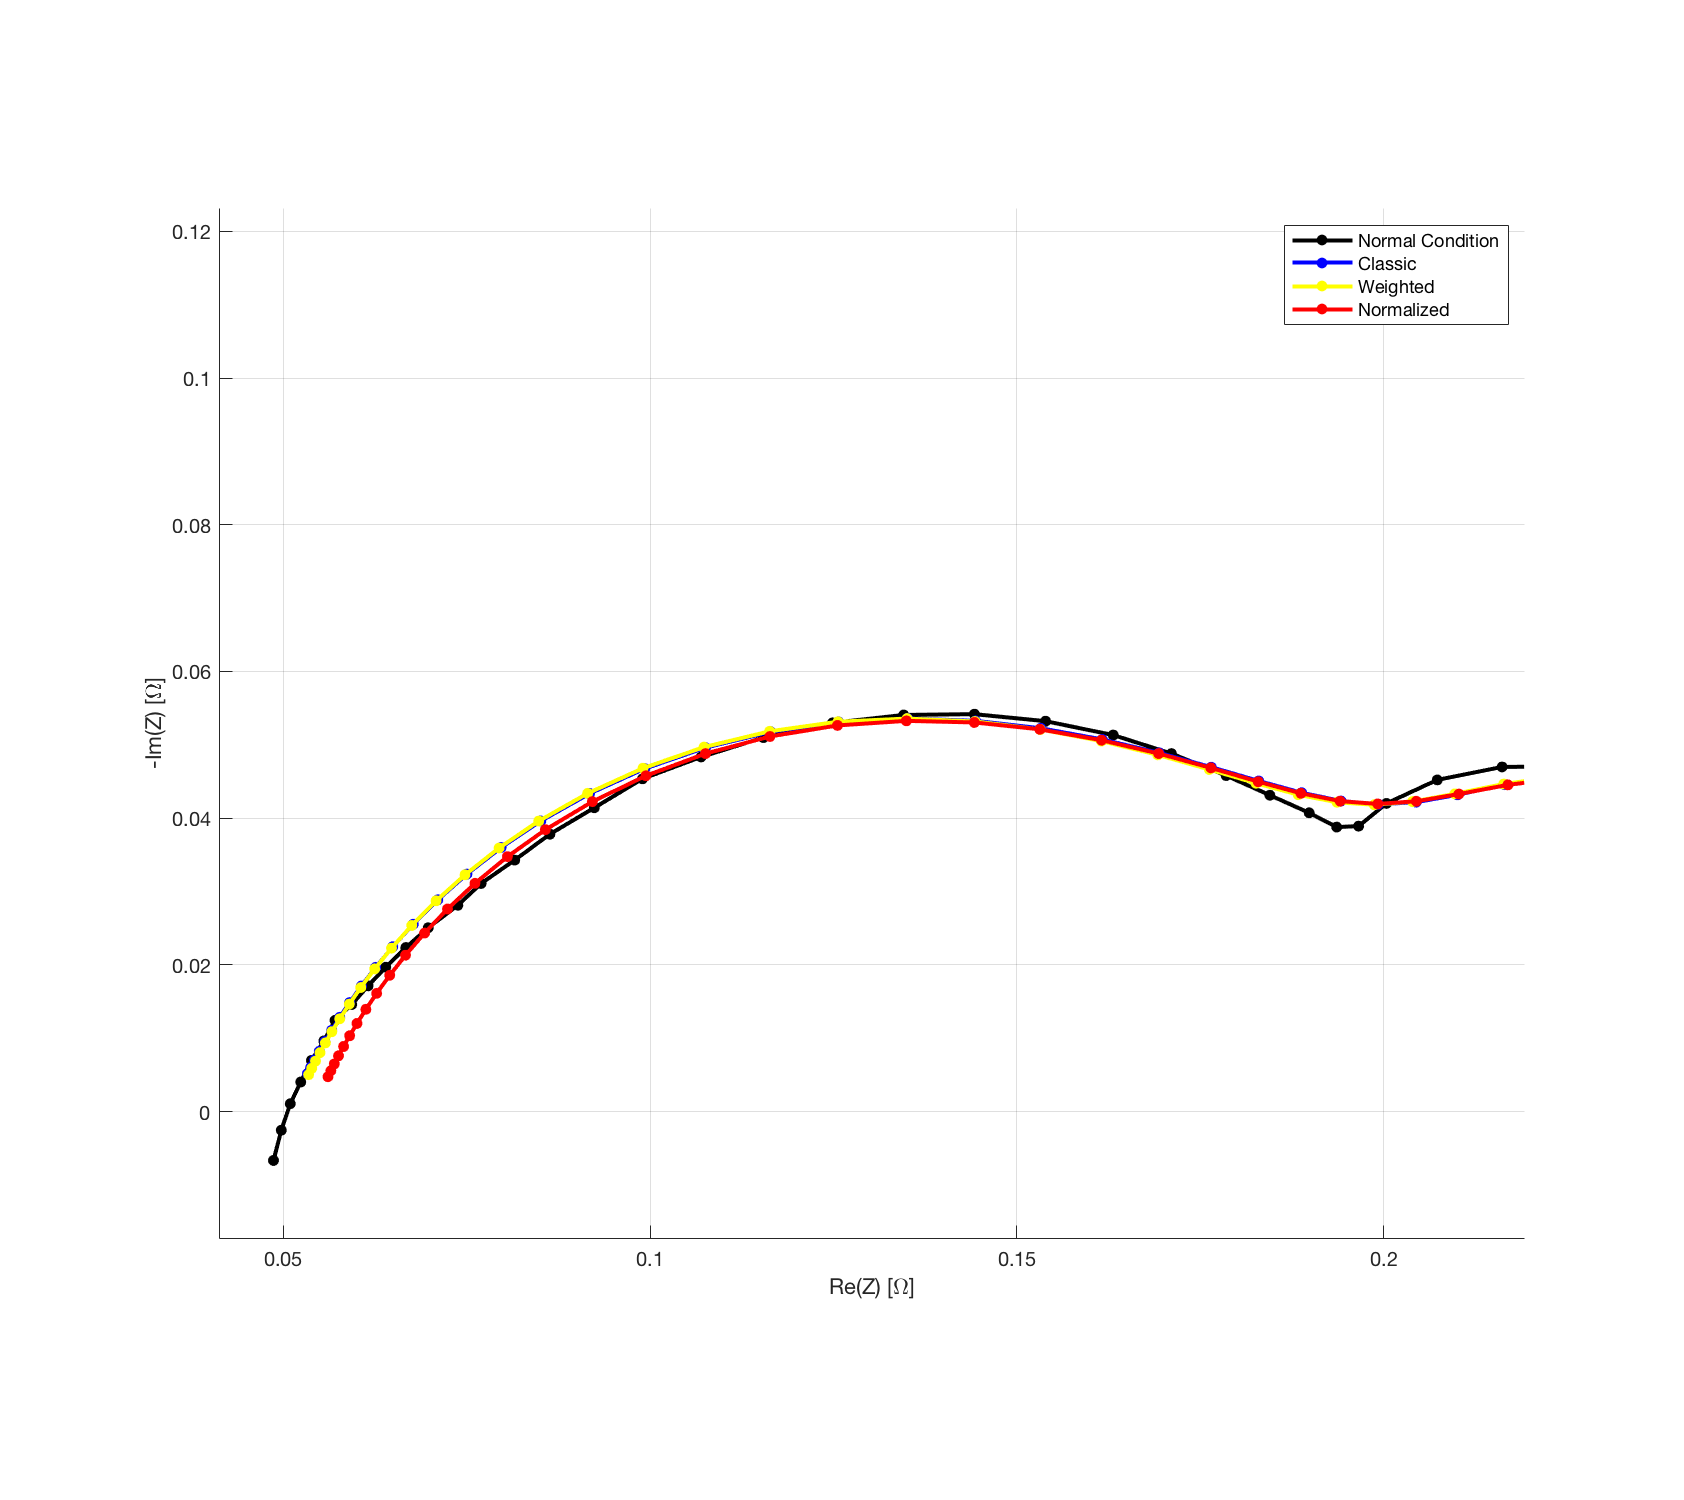 Normal Condition
Classic
Weighted
Normalized
0.12
0.1
0.08
0.06
0.04
0.02
0
-Im(Z) [Ω]
0.05 0.1 0.15 0.2
Re(Z) [Ω]